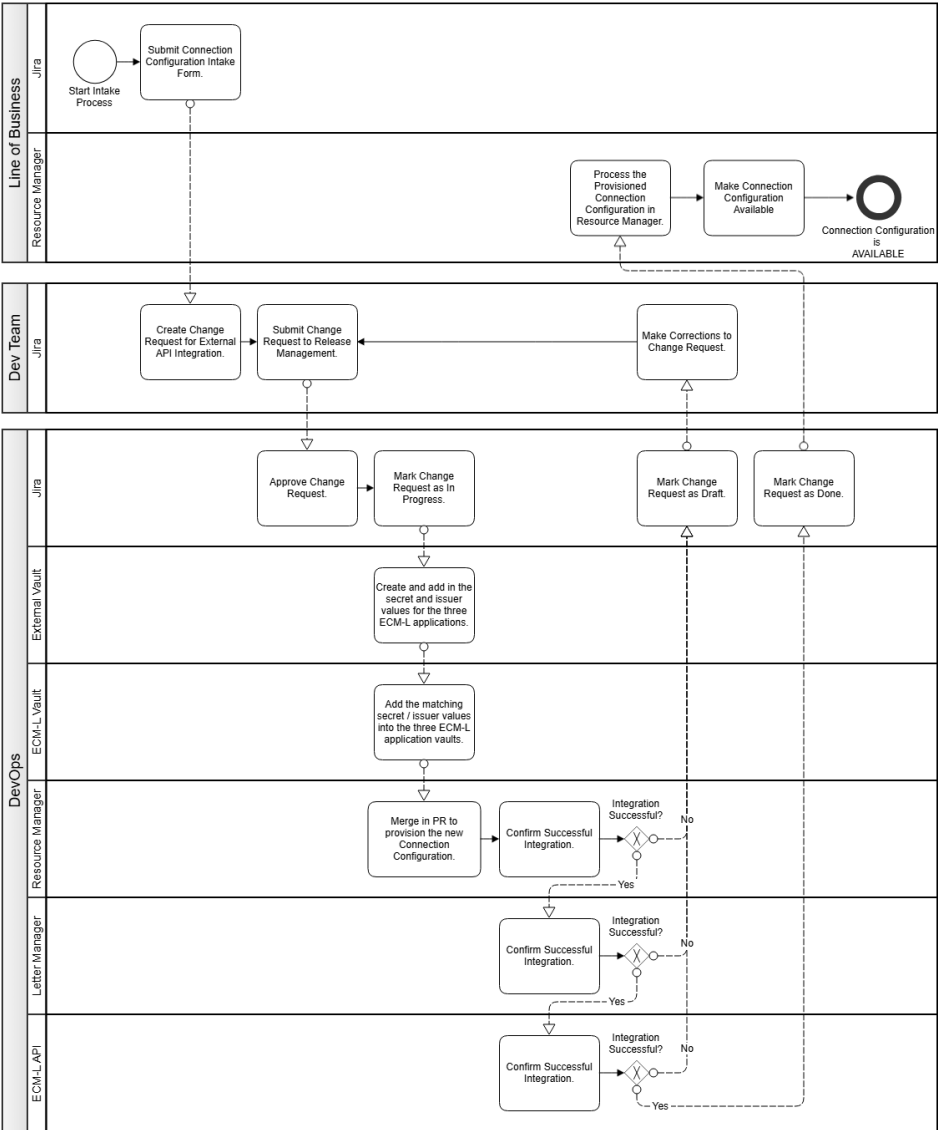 Line of Business
Jira
Start Intake
Process
Submit Connection
Configuration Intake
Form.
Resource Manager
Process the
Provisioned
Connection
Configuration in
Resource Manager.
Make Connection
Configuration
Available
Connection Configuration
is
AVAILABLE
Dev Team
Jira
Create Change
Request for External
API Integration.
Submit Change
Request to Release
Management.
Make Corrections to
Change Request.
DevOps
Jira
Approve Change
Request.
Mark Change
Request as In
Progress.
Mark Change
Request as Draft.
Mark Change
Request as Done.
External Vault
Create and add in the
secret and issuer
values for the three
ECM-L applications.
ECM-L Vault
Add the matching
secret / issuer values
into the three ECM-L
application vaults.
Resource Manager
Merge in PR to
provision the new
Connection
Configuration.
Confirm Successful
Integration.
Integration
Successful?
No
Yes
Letter Manager
Confirm Successful
Integration.
Integration
Successful?
No
Yes
ECM-L API
Confirm Successful
Integration.
Integration
Successful?
No
Yes